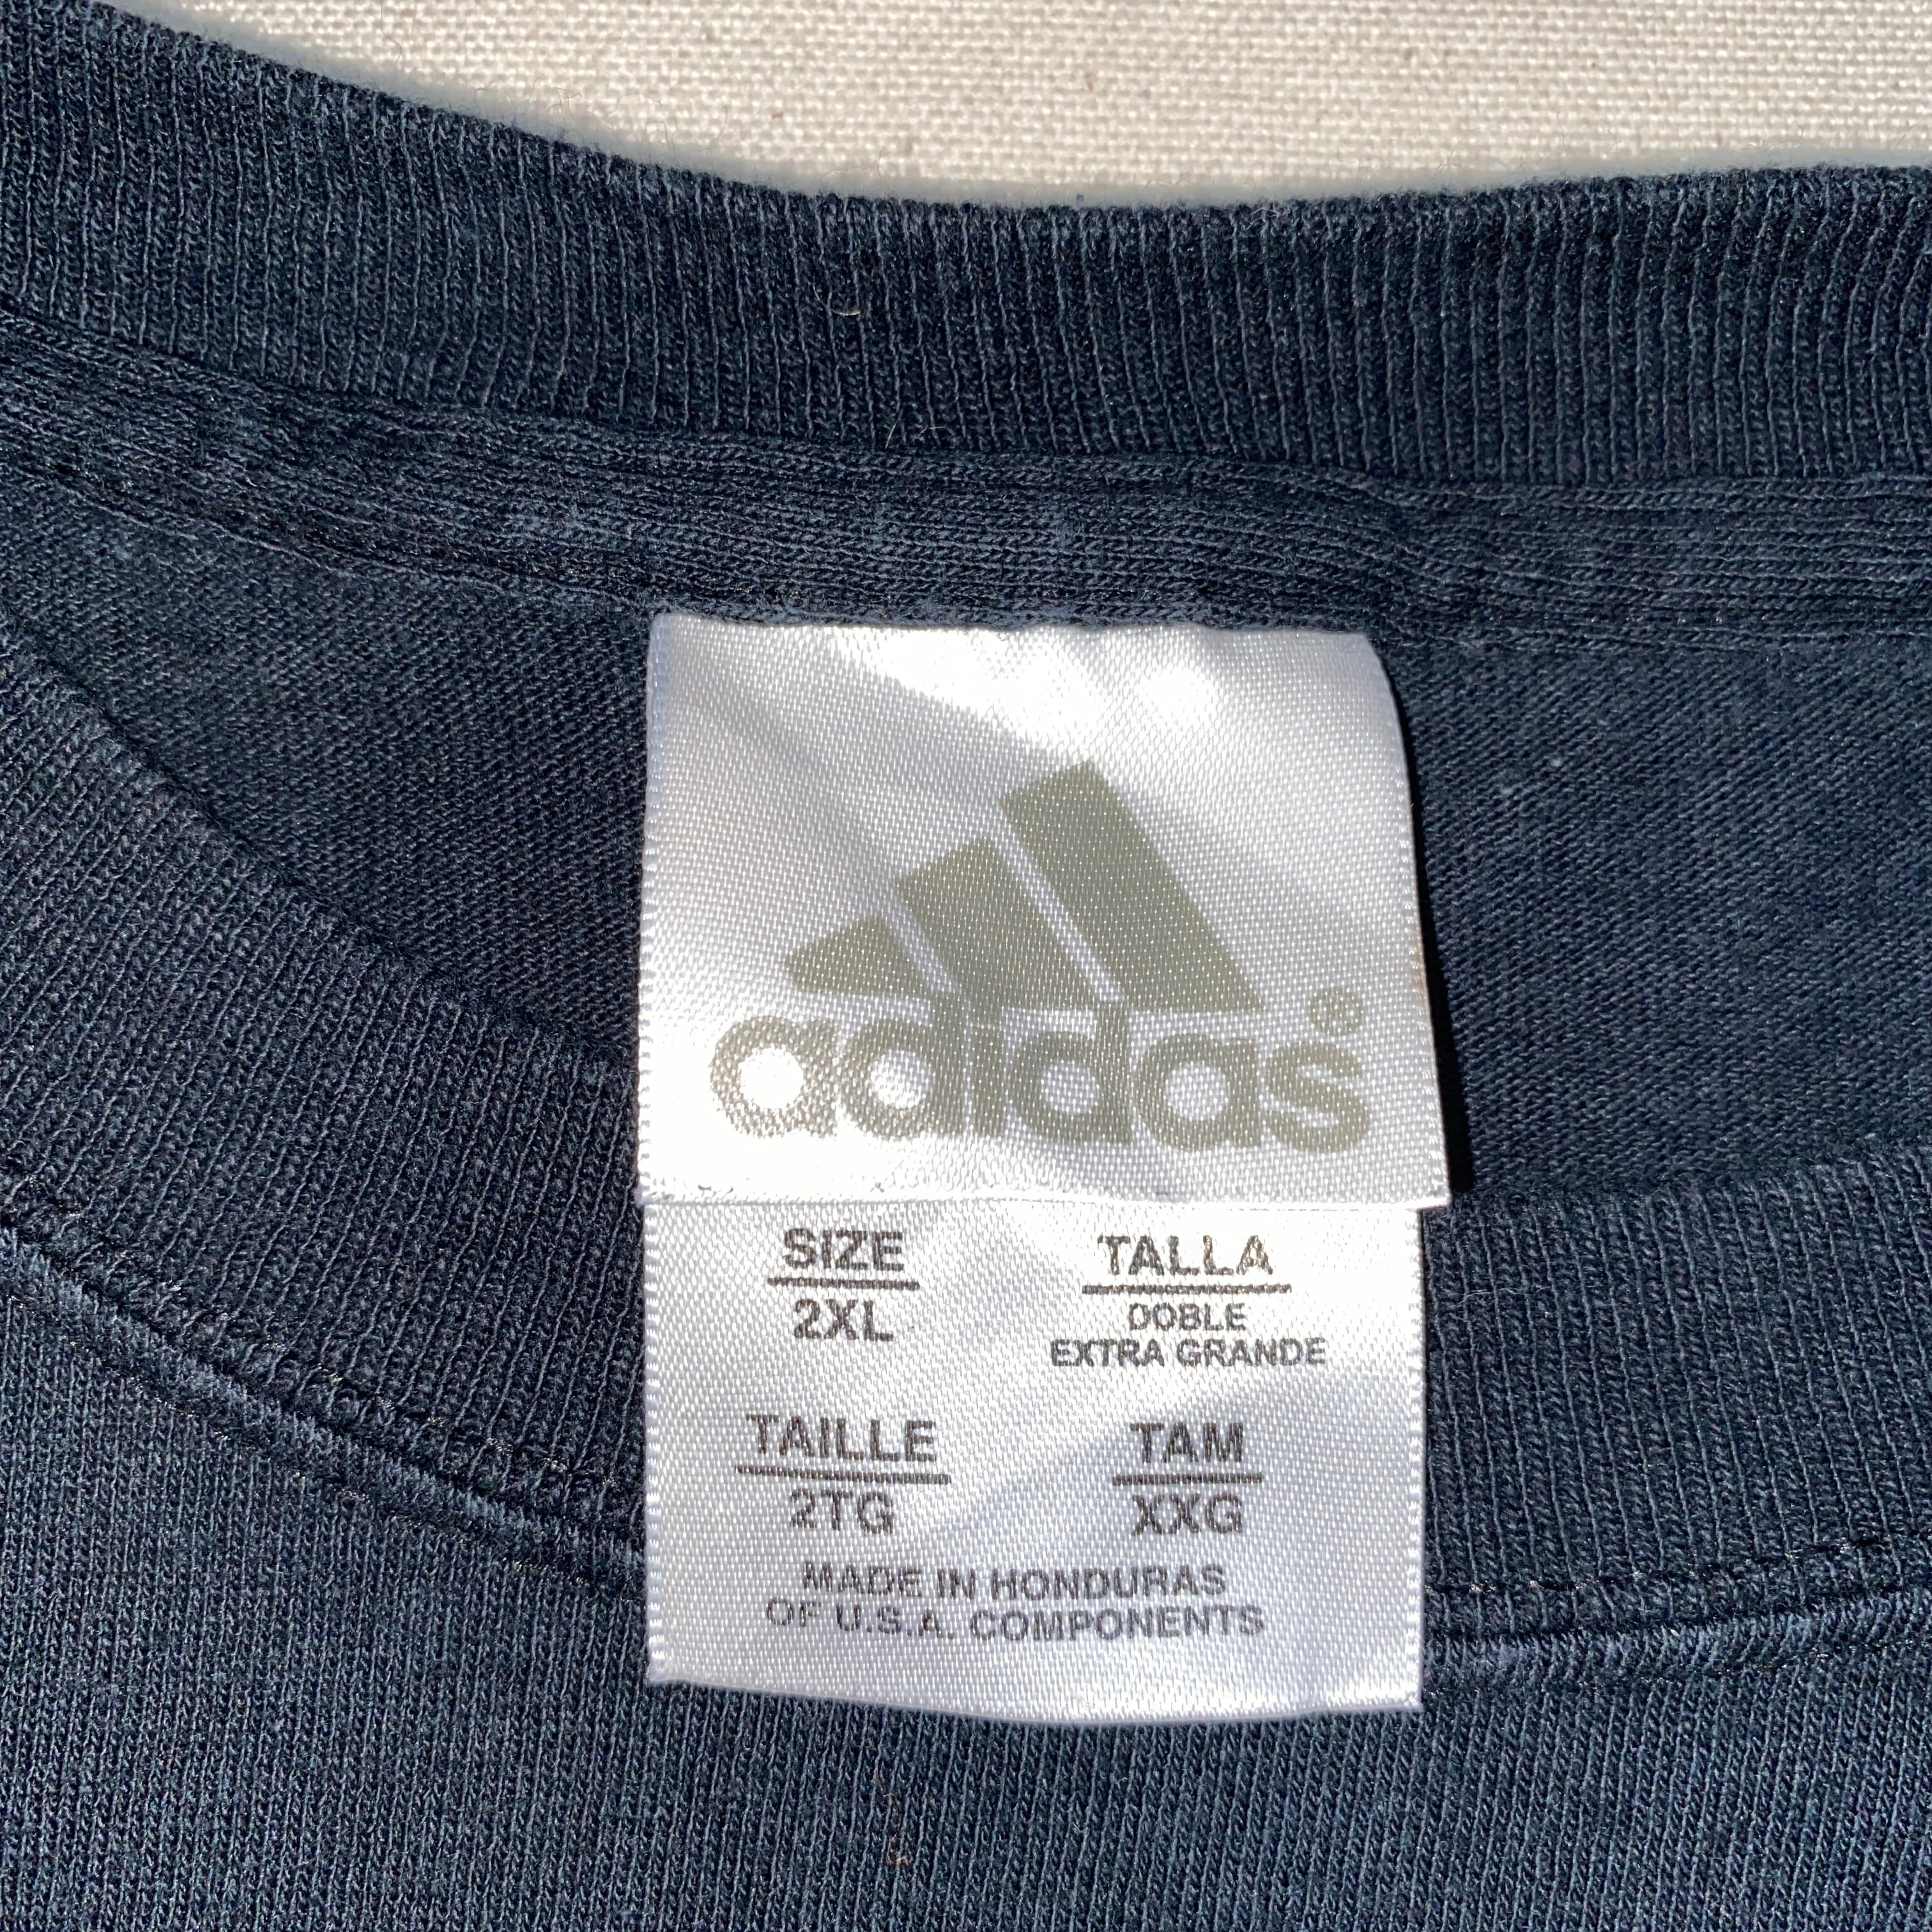 adidas®
SIZE
2XL
TALLA
DOBLE
EXTRA GRANDE
TAILLE
2TG
TAM
XXG
MADE IN HONDURAS
OF U.S.A. COMPONENTS